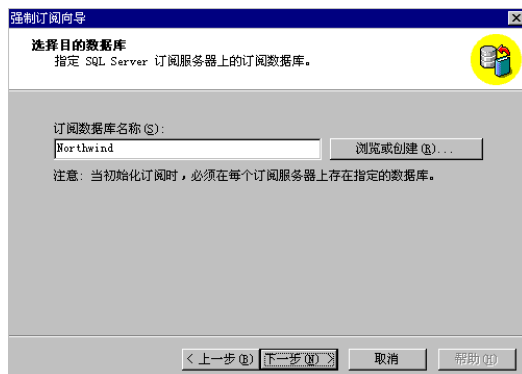 强制订阅向导
选择目的数据库
指定 SQL Server 订阅服务器上的订阅数据库。
订阅数据库名称(S):
Northwind
浏览或创建(R)...
注意: 当初始化订阅时，必须在每个订阅服务器上存在指定的数据库。
< 上一步(B) 下一步(N) > 取消 帮助(H)